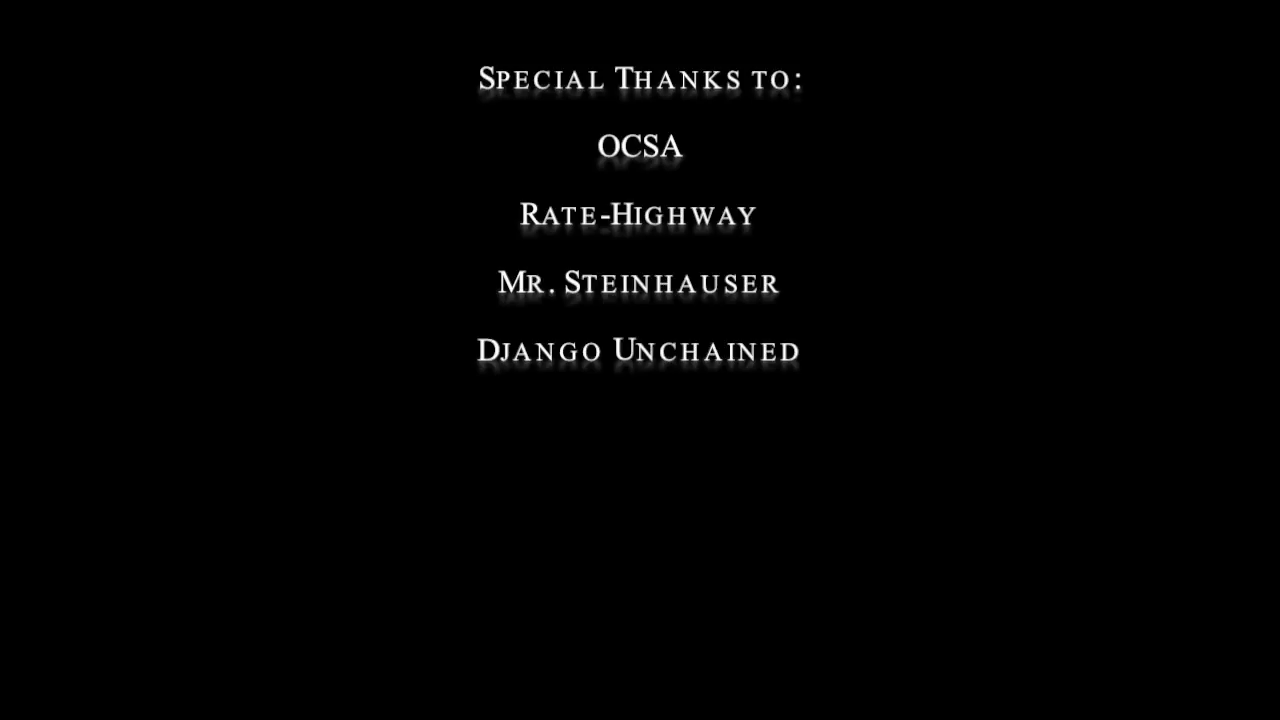 Special Thanks to:
OCSA
Rate-Highway
Mr. Steinhauser
Django Unchained